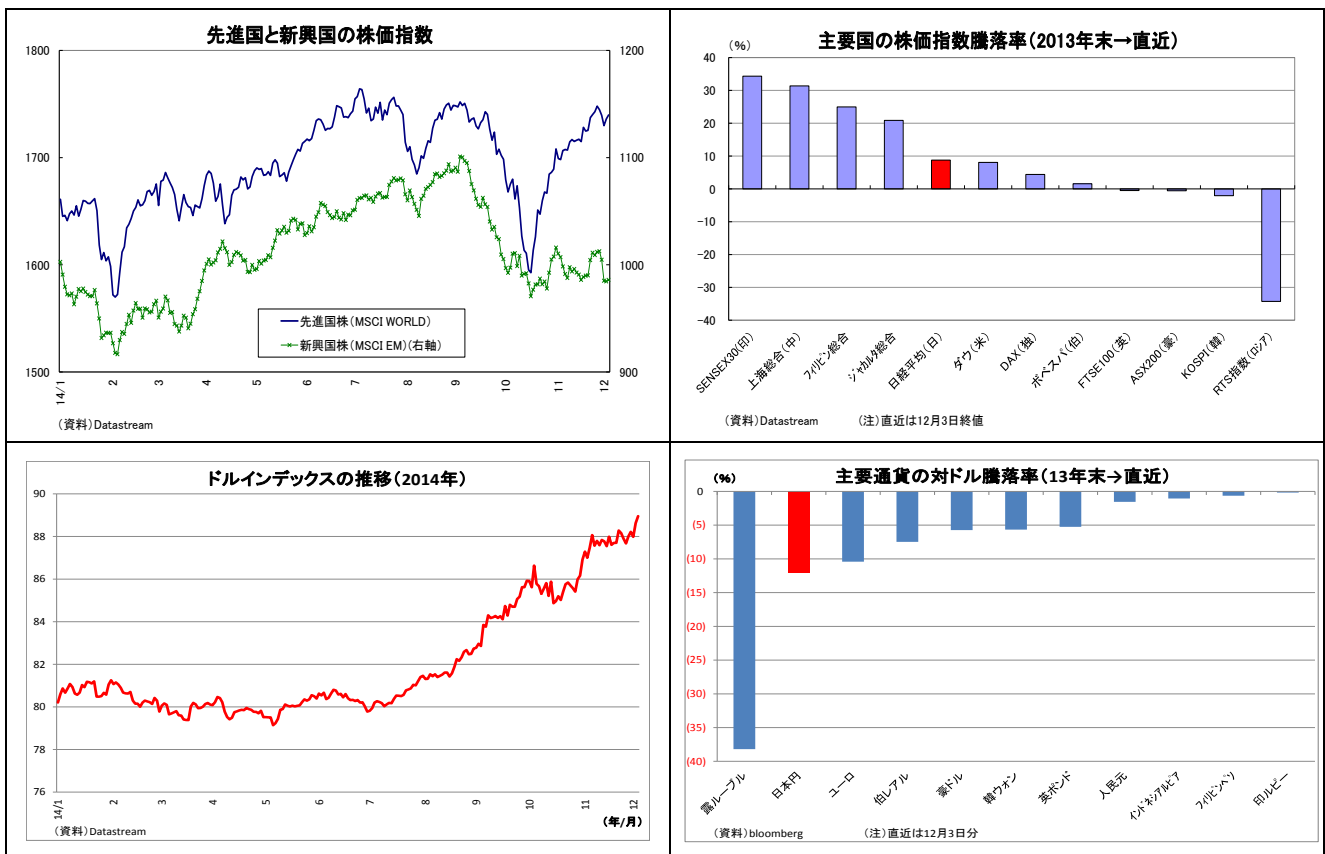 先進国と新興国の株価指数
1800
1700
1600
1500
1200
1100
1000
900
先進国株(MSCI WORLD)
新興国株(MSCI EM)(右軸)
14/1 2 3 4 5 6 7 8 9 10 11 12
(資料)Datastream
主要国の株価指数騰落率(2013年末→直近)
(%)
40
30
20
10
0
-10
-20
-30
-40
SENSEX30(印) 上海総合(中) フィリピン総合 ジャカルタ総合 日経平均(日) ダウ(米) DAX(独) ボベスパ(伯) FTSE100(英) ASX200(豪) KOSPI(韓) RTS指数(ロシア)
(資料)Datastream (注)直近は12月3日終値
ドルインデックスの推移(2014年)
90
88
86
84
82
80
78
76
14/1 2 3 4 5 6 7 8 9 10 11 12
(年/月)
(資料)Datastream
主要通貨の対ドル騰落率(13年末→直近)
(%)
0
(5)
(10)
(15)
(20)
(25)
(30)
(35)
(40)
露ルーブル 日本円 ユーロ 伯レアル 豪ドル 韓ウォン 英ポンド 人民元 インドネシアルピア フィリピンペソ 印ルピー
(資料)bloomberg (注)直近は12月3日分